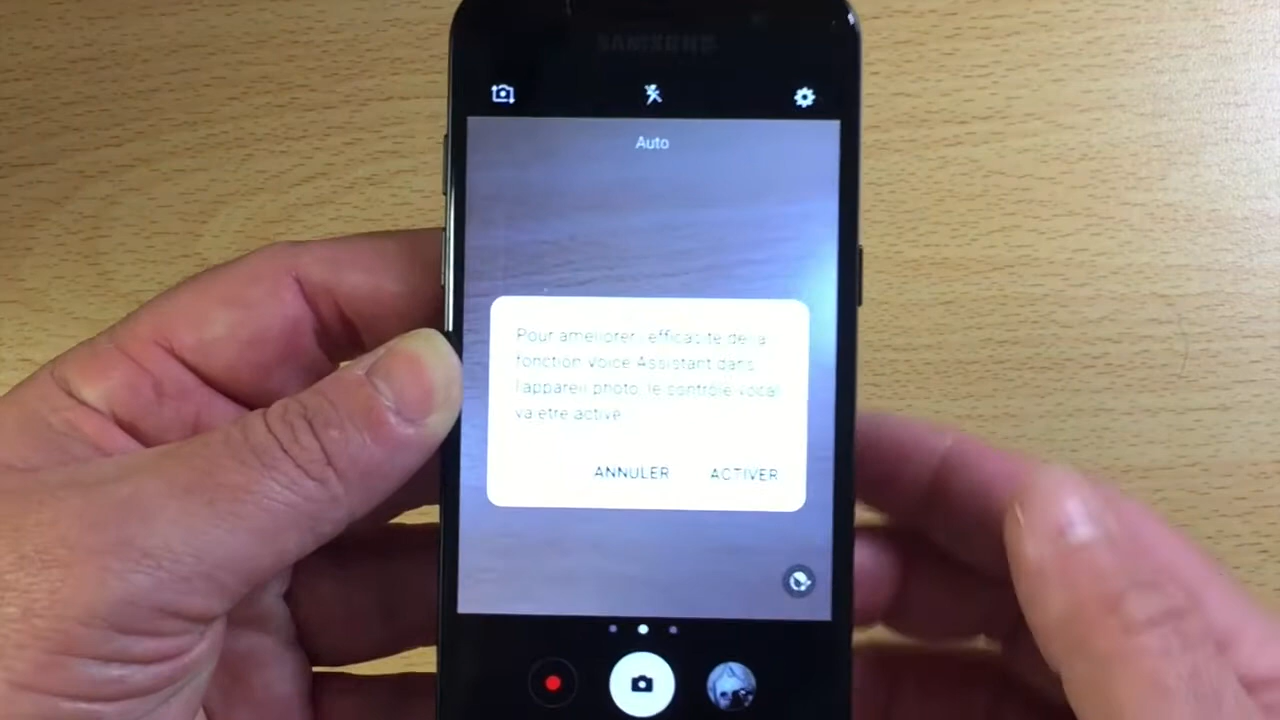 SAMSUNG
Auto
Pour améliorer l'efficacité de la
fonction Voice Assistant dans
l'appareil photo, le contrôle vocal
va être activé.
ANNULER ACTIVER